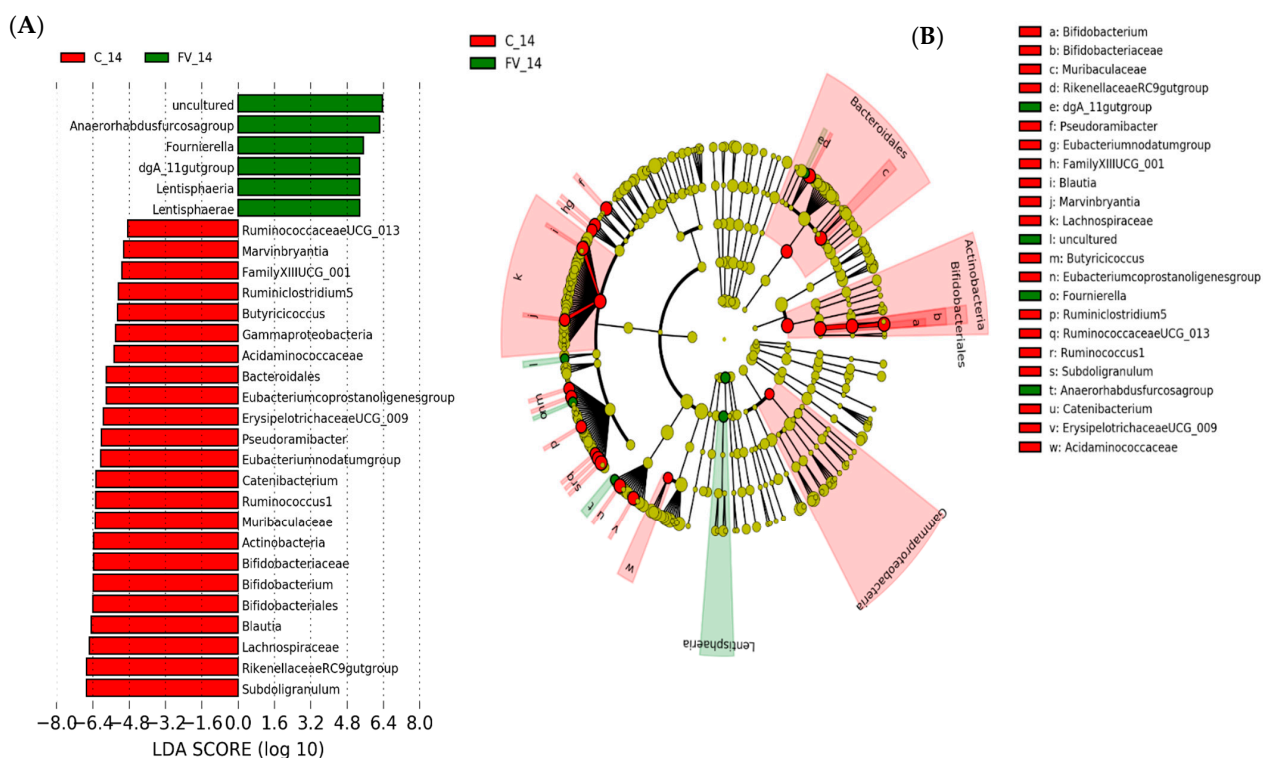 (A)
C_14
FV_14
uncultured
Anaerorhabdusfurcosagroup
Fournierella
dgA_11gutgroup
Lentisphaeria
Lentisphaerae
RuminococcaceaeUCG_013
Marvinbryantia
FamilyXIIIUCG_001
Ruminiclostridium5
Butyricicoccus
Gammaproteobacteria
Acidaminococcaceae
Bacteroidales
Eubacteriumcoprostanoligenesgroup
ErysipelotrichaceaeUCG_009
Pseudoramibacter
Eubacteriumnodatumgroup
Catenibacterium
Ruminococcus1
Muribaculaceae
Actinobacteria
Bifidobacteriaceae
Bifidobacterium
Bifidobacteriales
Blautia
Lachnospiraceae
RikenellaceaeRC9gutgroup
Subdoligranulum
−8.0 −6.4 −4.8 −3.2 −1.6 0.0 1.6 3.2 4.8 6.4 8.0
LDA SCORE (log 10)
C_14
FV_14
(B)
Bacteroidales
ed
c
Actinobacteria
Bifidobacteriales
b
a
f
hg
i
k
j
l
onm
p
srq
t
u
v
w
Lentisphaeria
Gammaproteobacteria
a: Bifidobacterium
b: Bifidobacteriaceae
c: Muribaculaceae
d: RikenellaceaeRC9gutgroup
e: dgA_11gutgroup
f: Pseudoramibacter
g: Eubacteriumnodatumgroup
h: FamilyXIIIUCG_001
i: Blautia
j: Marvinbryantia
k: Lachnospiraceae
l: uncultured
m: Butyricicoccus
n: Eubacteriumcoprostanoligenesgroup
o: Fournierella
p: Ruminiclostridium5
q: RuminococcaceaeUCG_013
r: Ruminococcus1
s: Subdoligranulum
t: Anaerorhabdusfurcosagroup
u: Catenibacterium
v: ErysipelotrichaceaeUCG_009
w: Acidaminococcaceae